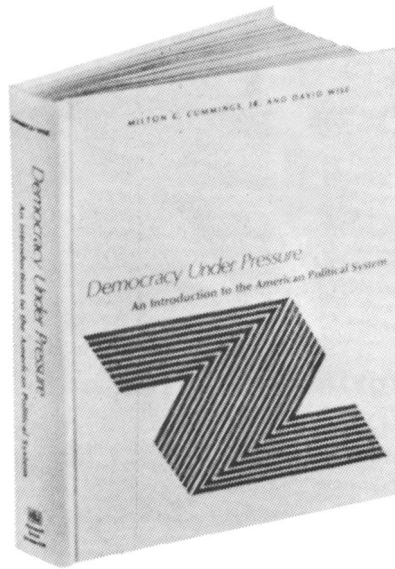 MILTON C. CUMMINGS, JR. AND DAVID WISE
Democracy Under Pressure
An Introduction to the American Political System
Democracy Under Pressure
An Introduction to the American Political System